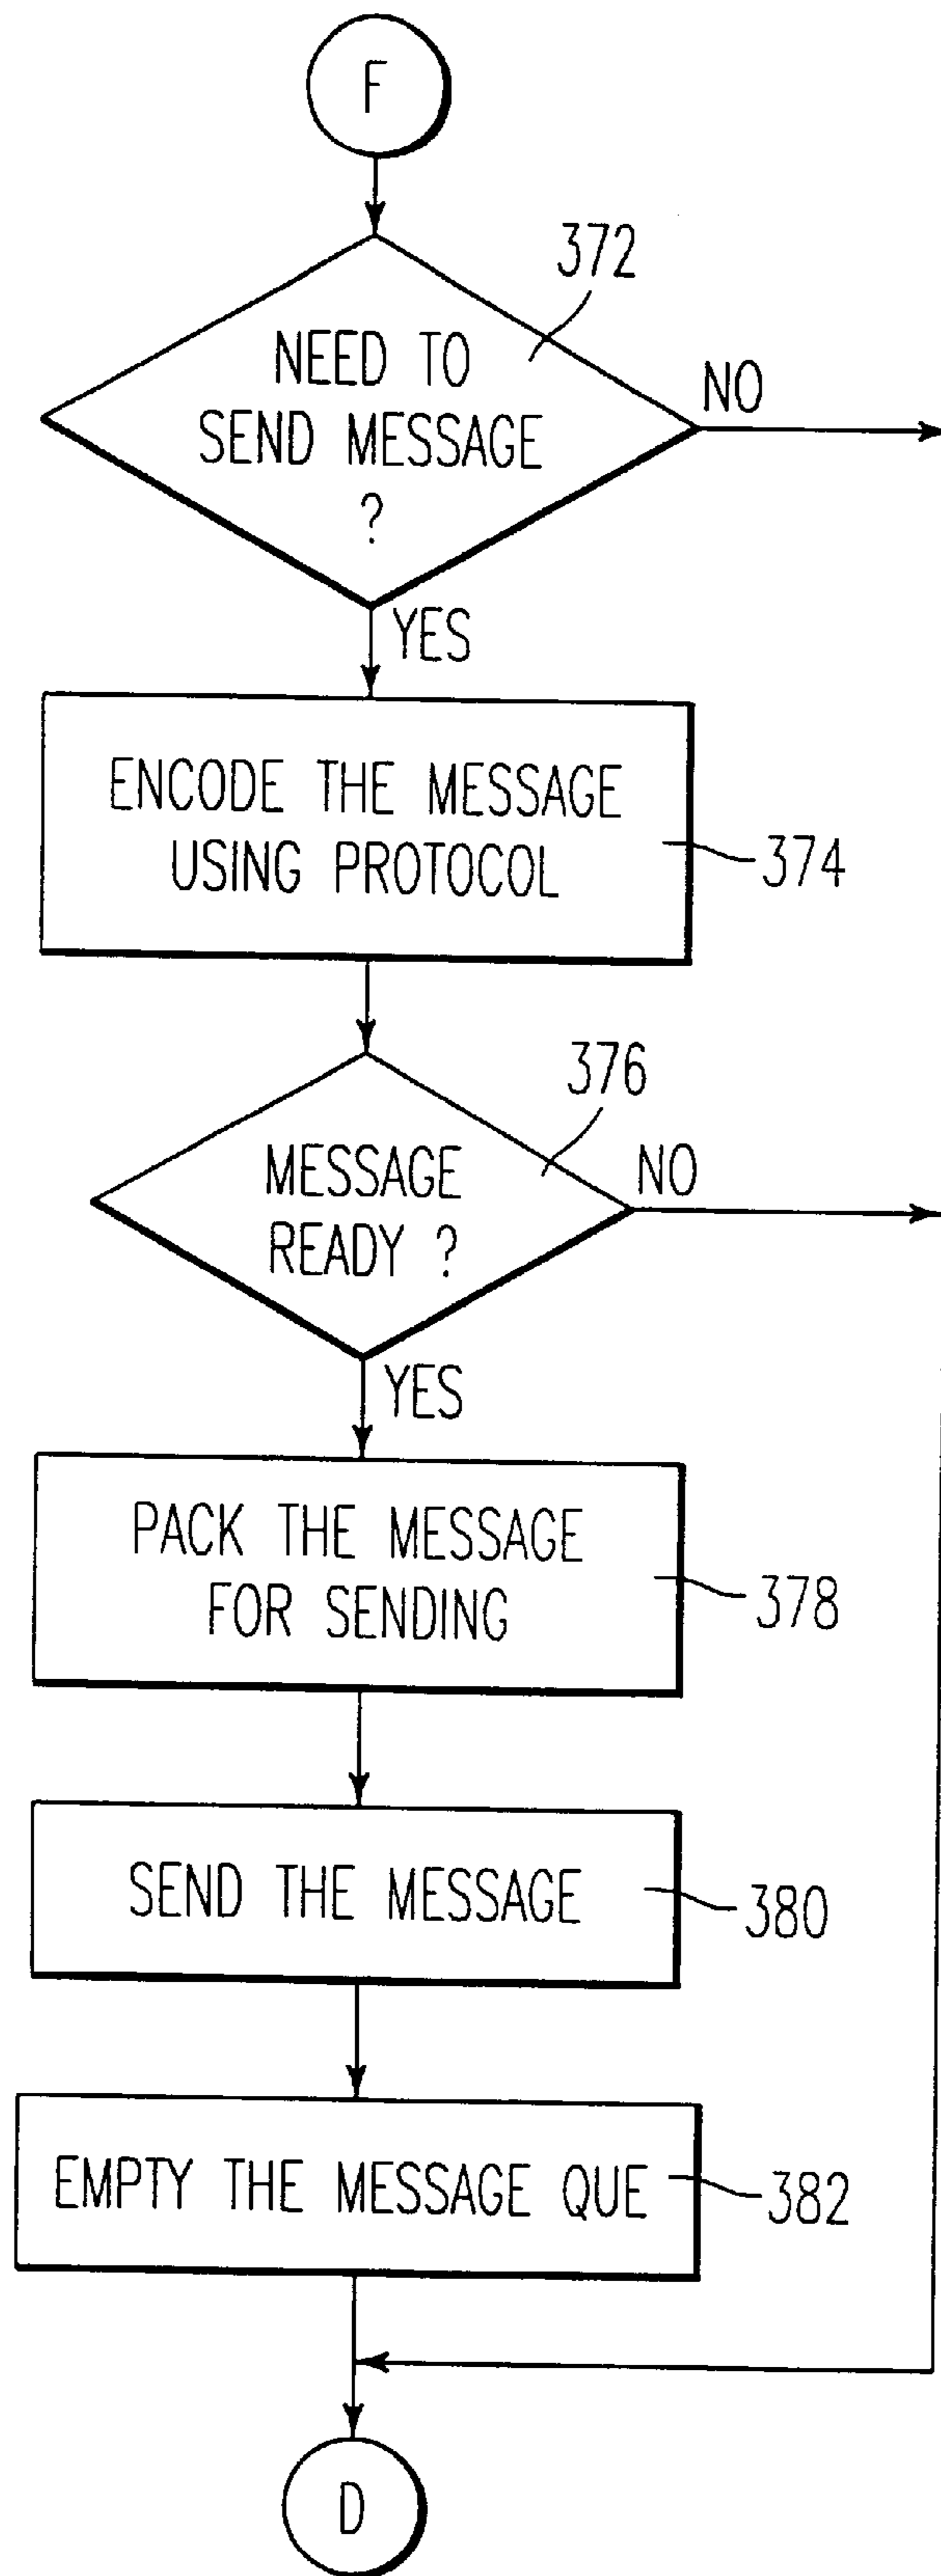 F
372
NEED TO
SEND MESSAGE
?
NO
YES
ENCODE THE MESSAGE
USING PROTOCOL
374
376
MESSAGE
READY ?
NO
YES
PACK THE MESSAGE
FOR SENDING
378
SEND THE MESSAGE
380
EMPTY THE MESSAGE QUE
382
D